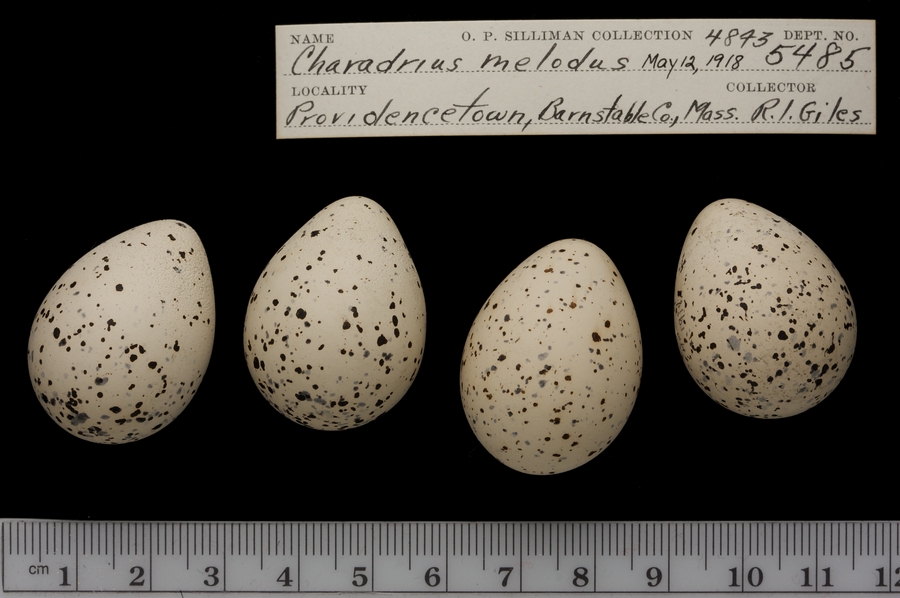 NAME O. P. SILLIMAN COLLECTION 4843 DEPT. NO.
Charadrius melodus May 12, 1918 5485
LOCALITY COLLECTOR
Providencetown, Barnstable Co., Mass. R.I. Giles
cm 1 2 3 4 5 6 7 8 9 10 11 12